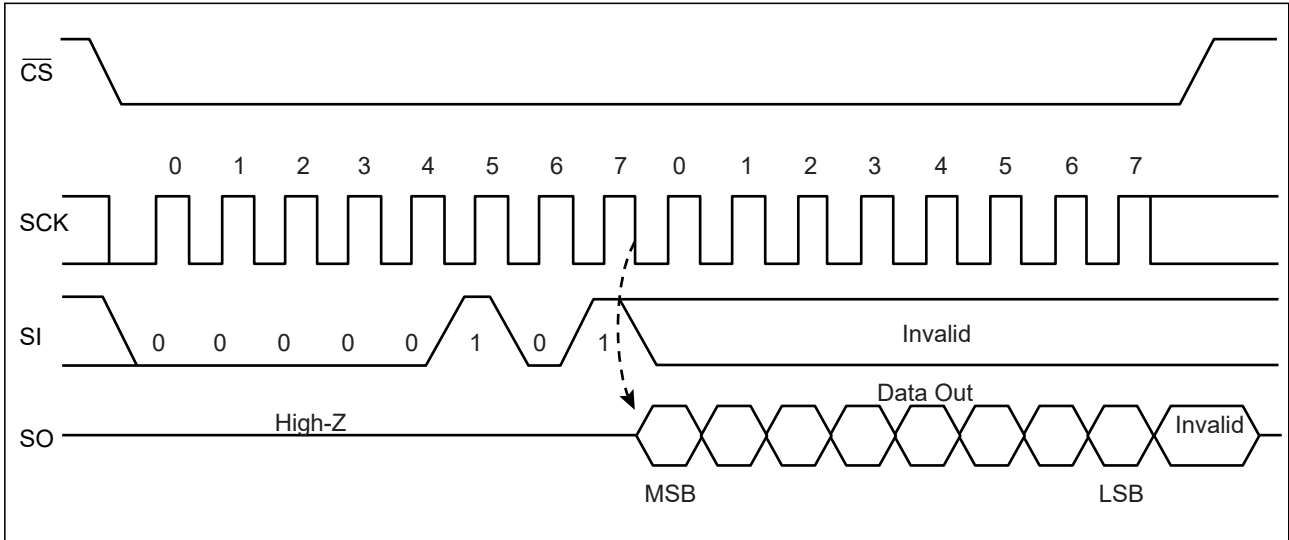 C̅S̅
0 1 2 3 4 5 6 7 0 1 2 3 4 5 6 7
SCK
SI
0 0 0 0 0 1 0 1
Invalid
Data Out
High-Z
SO
Invalid
MSB
LSB